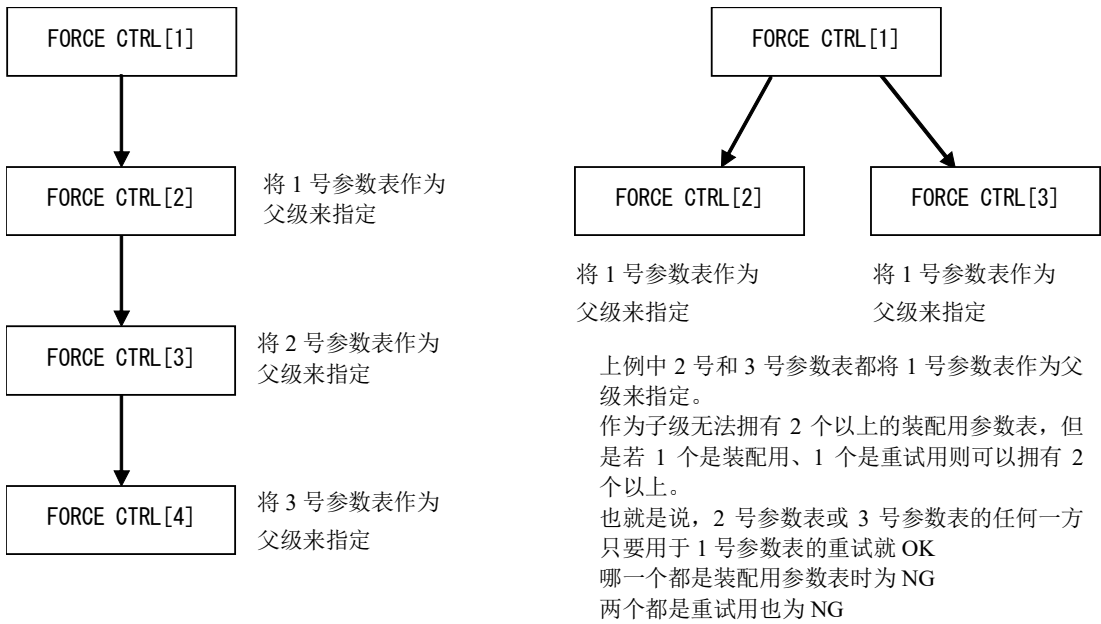 FORCE CTRL[1]
FORCE CTRL[2]
将 1 号参数表作为
父级来指定
FORCE CTRL[3]
将 2 号参数表作为
父级来指定
FORCE CTRL[4]
将 3 号参数表作为
父级来指定
FORCE CTRL[1]
FORCE CTRL[2]
FORCE CTRL[3]
将 1 号参数表作为
父级来指定
将 1 号参数表作为
父级来指定
上例中 2 号和 3 号参数表都将 1 号参数表作为父
级来指定。
作为子级无法拥有 2 个以上的装配用参数表，但
是若 1 个是装配用、1 个是重试用则可以拥有 2
个以上。
也就是说，2 号参数表或 3 号参数表的任何一方
只要用于 1 号参数表的重试就 OK
哪一个都是装配用参数表时为 NG
两个都是重试用也为 NG